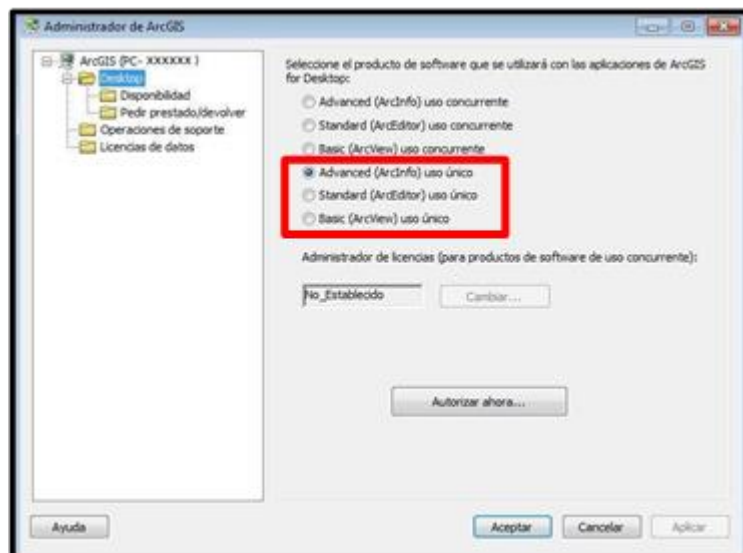 Administrador de ArcGIS
ArcGIS (PC- XXXXXX )
Desktop
Disponibilidad
Pedir prestado/devolver
Operaciones de soporte
Licencias de datos
Seleccione el producto de software que se utilizará con las aplicaciones de ArcGIS
for Desktop:
Advanced (ArcInfo) uso concurrente
Standard (ArcEditor) uso concurrente
Basic (ArcView) uso concurrente
Advanced (ArcInfo) uso único
Standard (ArcEditor) uso único
Basic (ArcView) uso único
Administrador de licencias (para productos de software de uso concurrente):
No_Establecido
Cambiar...
Autorizar ahora...
Ayuda
Aceptar
Cancelar
Aplicar